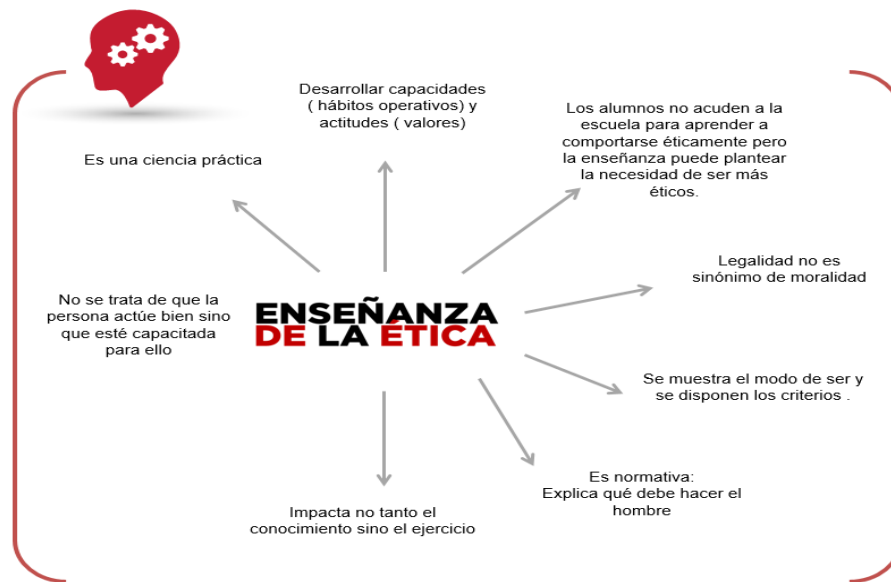 Desarrollar capacidades
( hábitos operativos) y
actitudes ( valores)
Los alumnos no acuden a la
escuela para aprender a
comportarse éticamente pero
la enseñanza puede plantear
la necesidad de ser más
éticos.
Es una ciencia práctica
Legalidad no es
sinónimo de moralidad
No se trata de que la
persona actúe bien sino
que esté capacitada
para ello
ENSEÑANZA
DE LA ÉTICA
Se muestra el modo de ser y
se disponen los criterios .
Es normativa:
Explica qué debe hacer el
hombre
Impacta no tanto el
conocimiento sino el ejercicio